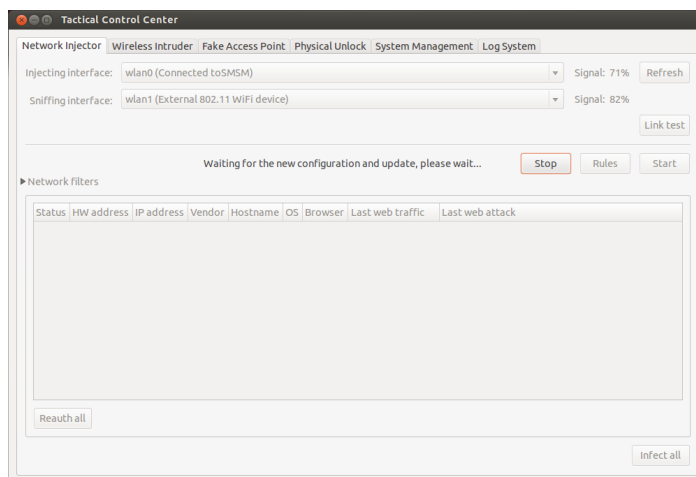 Tactical Control Center
Network Injector Wireless Intruder Fake Access Point Physical Unlock System Management Log System
Injecting interface: wlan0 (Connected toSMSM) Signal: 71% Refresh
Sniffing interface: wlan1 (External 802.11 WiFi device) Signal: 82%
Link test
Waiting for the new configuration and update, please wait... Stop Rules Start
Network filters
Status HW address IP address Vendor Hostname OS Browser Last web traffic Last web attack
Reauth all
Infect all